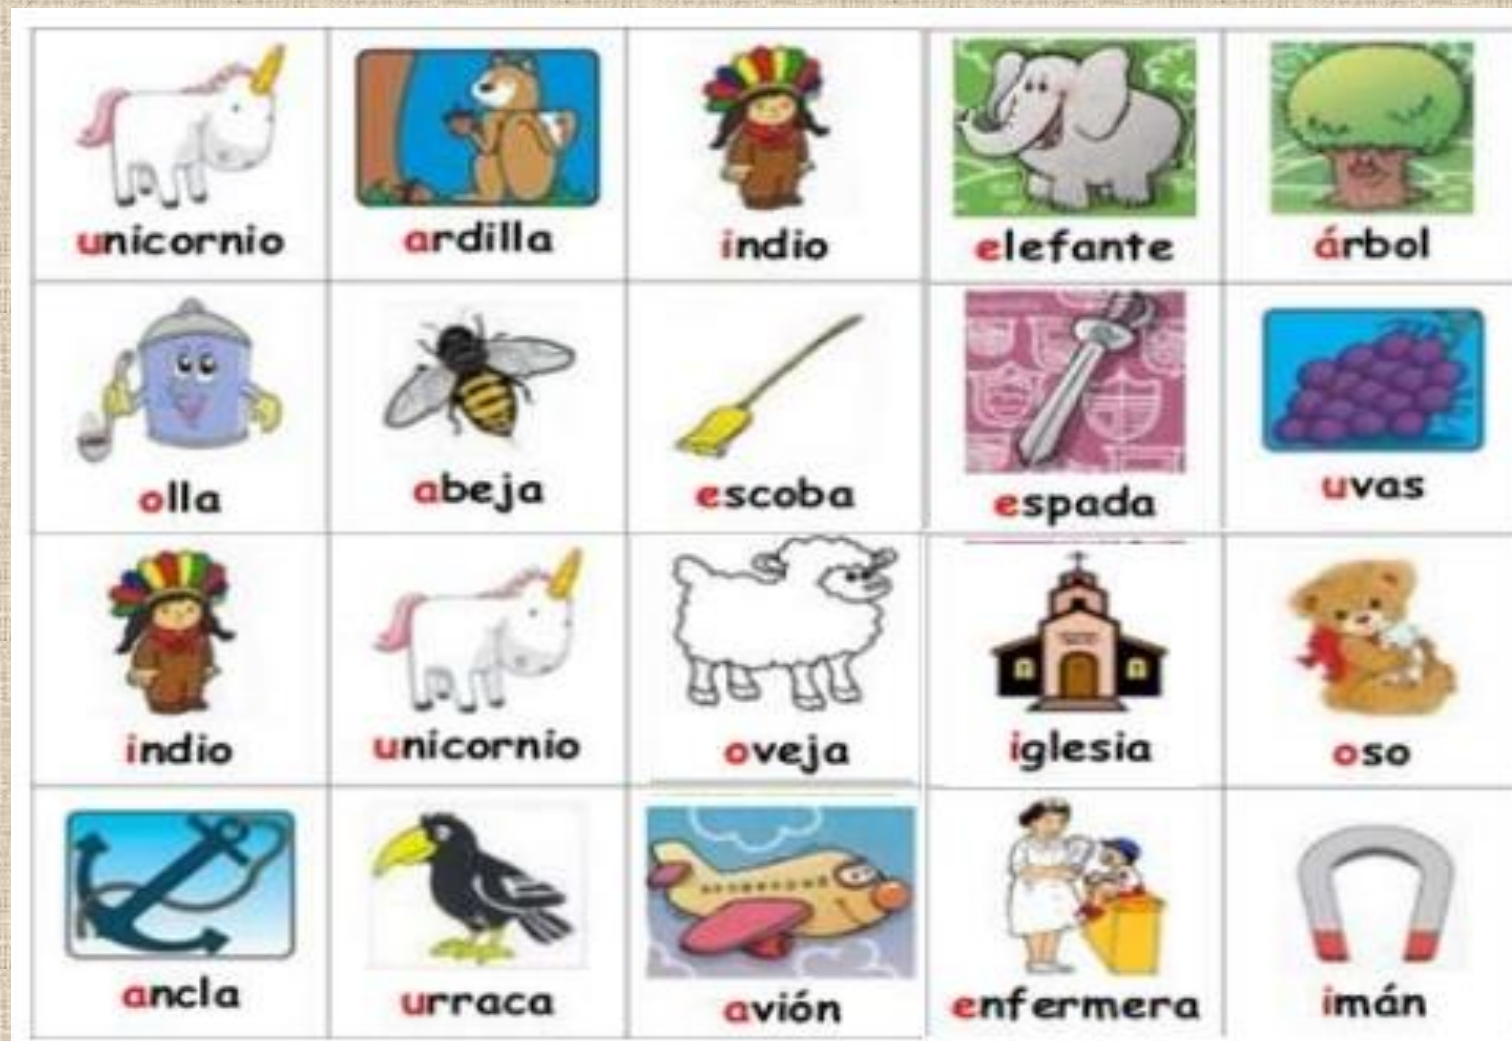 unicornio ardilla indio elefante árbol
olla abeja escoba espada uvas
indio unicornio oveja iglesia oso
ancla urraca avión enfermera imán